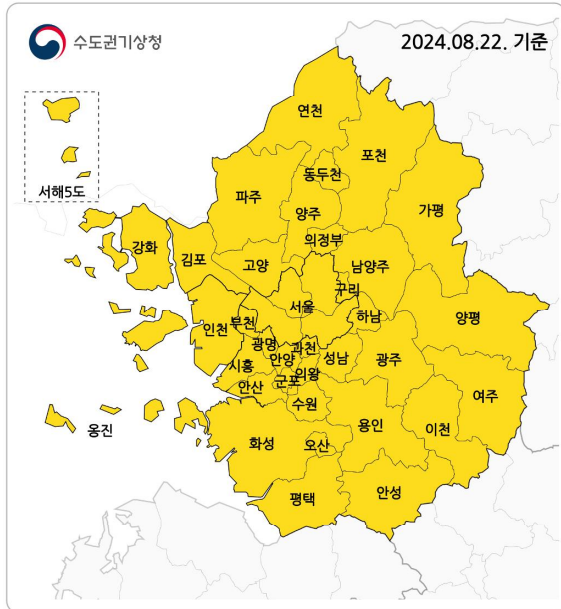 수도권기상청
2024.08.22. 기준
연천
포천
서해5도
동두천
파주
양주
가평
강화
의정부
김포
고양
남양주
구리
서울
하남
양평
인천
부천
광명
과천
시흥
안양
성남
광주
의왕
안산
군포
여주
수원
옹진
용인
이천
화성
오산
평택
안성